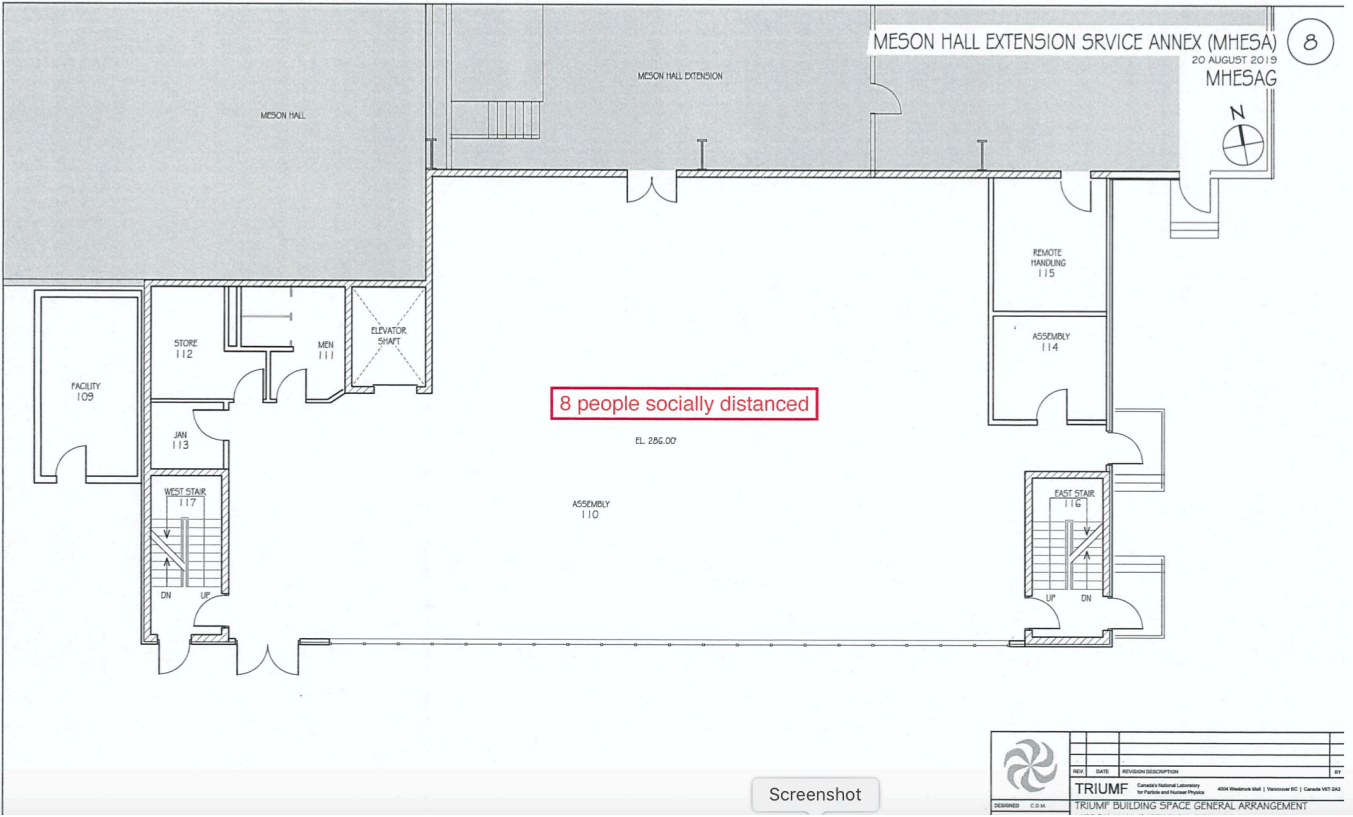 MESON HALL EXTENSION SRVICE ANNEX (MHESA)
8
20 AUGUST 2019
MHESAG
N
MESON HALL
MESON HALL EXTENSION
REMOTE
HANDLING
115
ASSEMBLY
114
STORE
112
MEN
111
ELEVATOR
SHAFT
FACILITY
109
8 people socially distanced
JAN
113
EL. 286.00'
WEST STAIR
117
ASSEMBLY
110
EAST STAIR
116
DN
UP
UP
DN
REV.
DATE
REVISION DESCRIPTION
BY
TRIUMF
Canada's National Laboratory
for Particle and Nuclear Physics
4004 Wesbrook Mall | Vancouver BC | Canada V6T 2A3
DESIGNED
C.D.M.
TRIUMF BUILDING SPACE GENERAL ARRANGEMENT
Screenshot